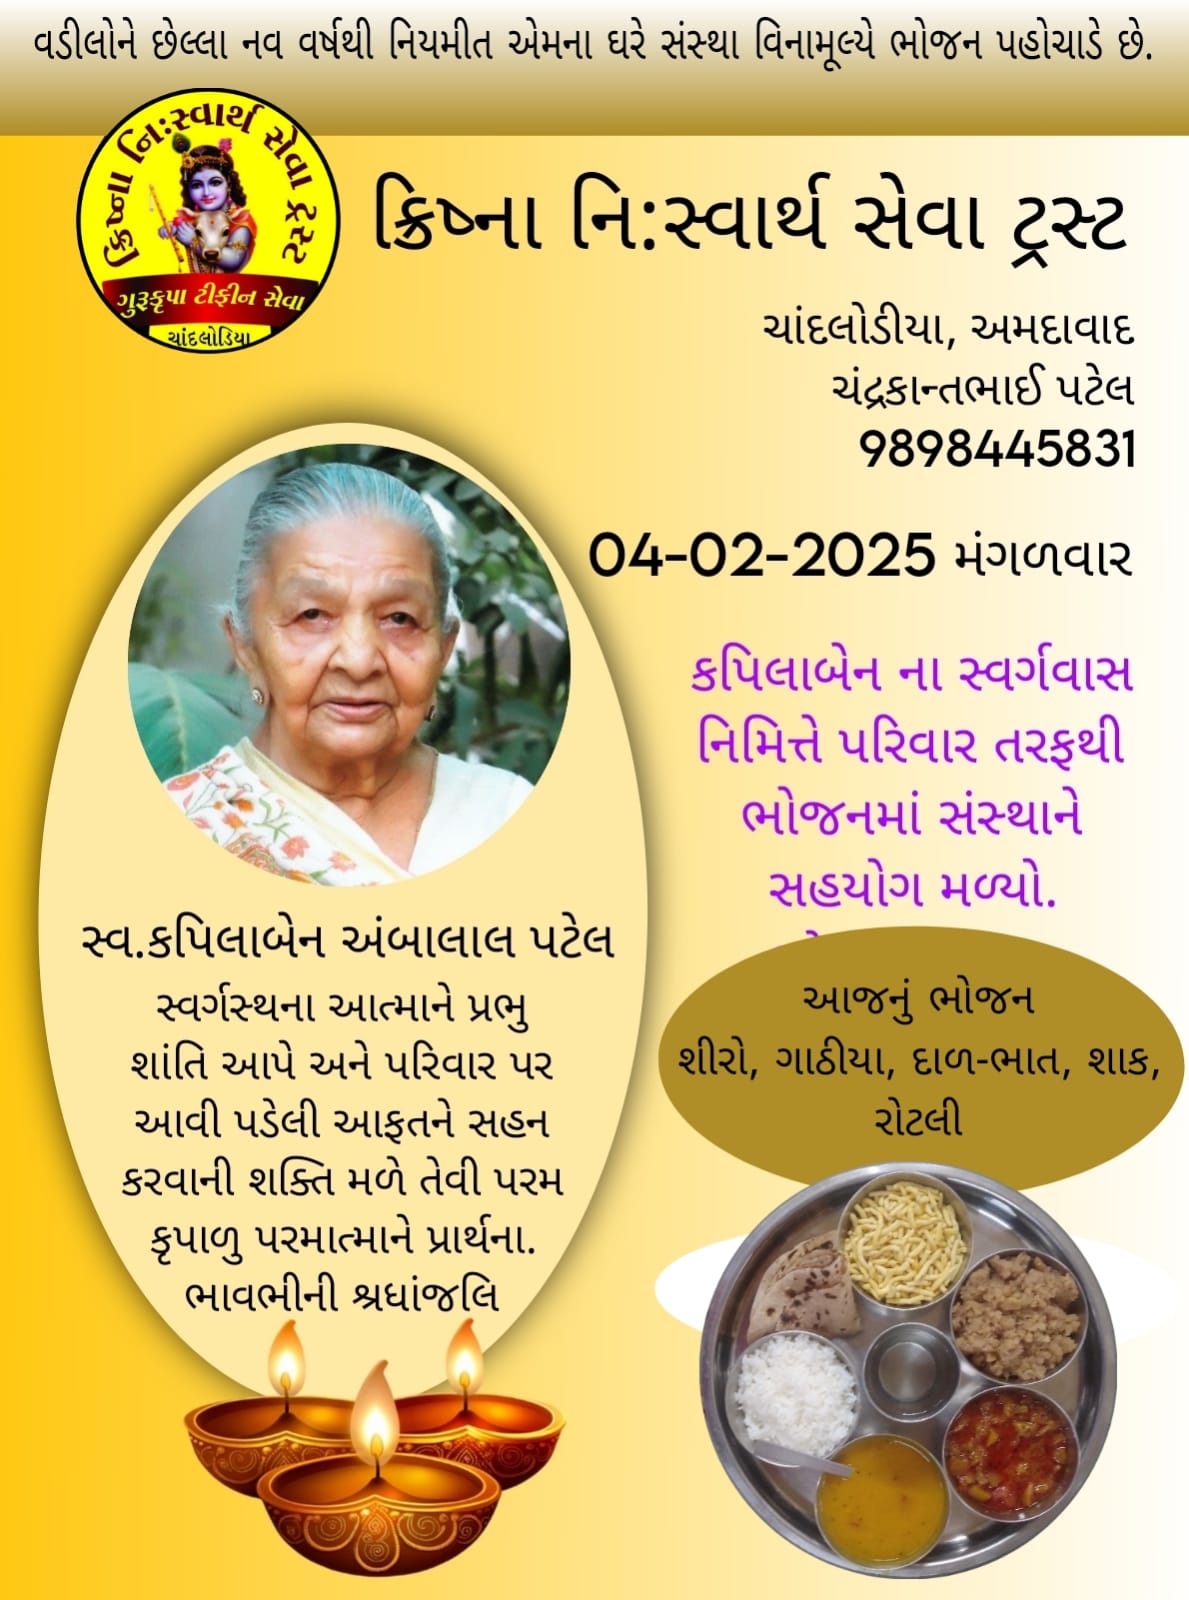 વડીલોને છેલ્લા નવ વર્ષથી નિયમીત એમના ઘરે સંસ્થા વિનામૂલ્યે ભોજન પહોચાડે છે.
ક્રિષ્ના નિ:સ્વાર્થ સેવા ટ્રસ્ટ
ગુરૂકૃપા ટીફીન સેવા
ચાંદલોડિયા
ક્રિષ્ના નિ:સ્વાર્થ સેવા ટ્રસ્ટ
ચાંદલોડીયા, અમદાવાદ
ચંદ્રકાન્તભાઈ પટેલ
9898445831
04-02-2025 મંગળવાર
કપિલાબેન ના સ્વર્ગવાસ
નિમિત્તે પરિવાર તરફથી
ભોજનમાં સંસ્થાને
સહયોગ મળ્યો.
સ્વ.કપિલાબેન અંબાલાલ પટેલ
સ્વર્ગસ્થના આત્માને પ્રભુ
શાંતિ આપે અને પરિવાર પર
આવી પડેલી આફતને સહન
કરવાની શક્તિ મળે તેવી પરમ
કૃપાળુ પરમાત્માને પ્રાર્થના.
ભાવભીની શ્રધાંજલિ
આજનું ભોજન
શીરો, ગાઠીયા, દાળ-ભાત, શાક,
રોટલી